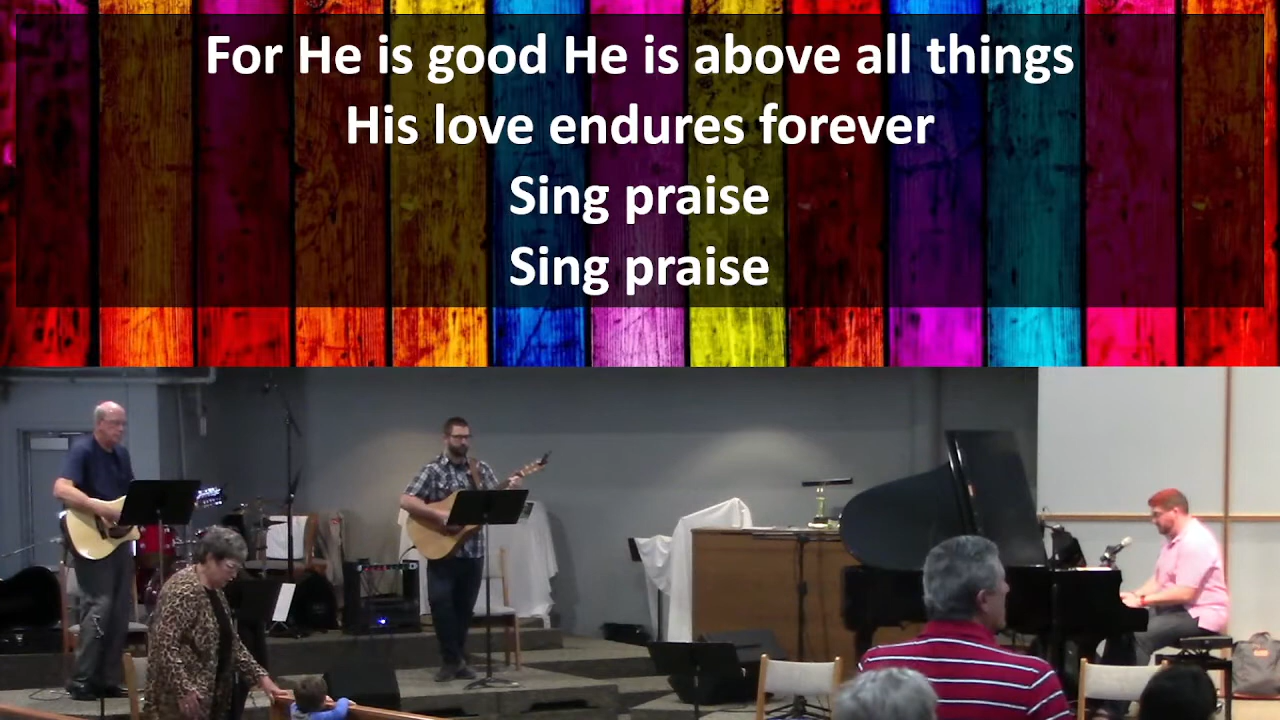 For He is good He is above all things
His love endures forever
Sing praise
Sing praise